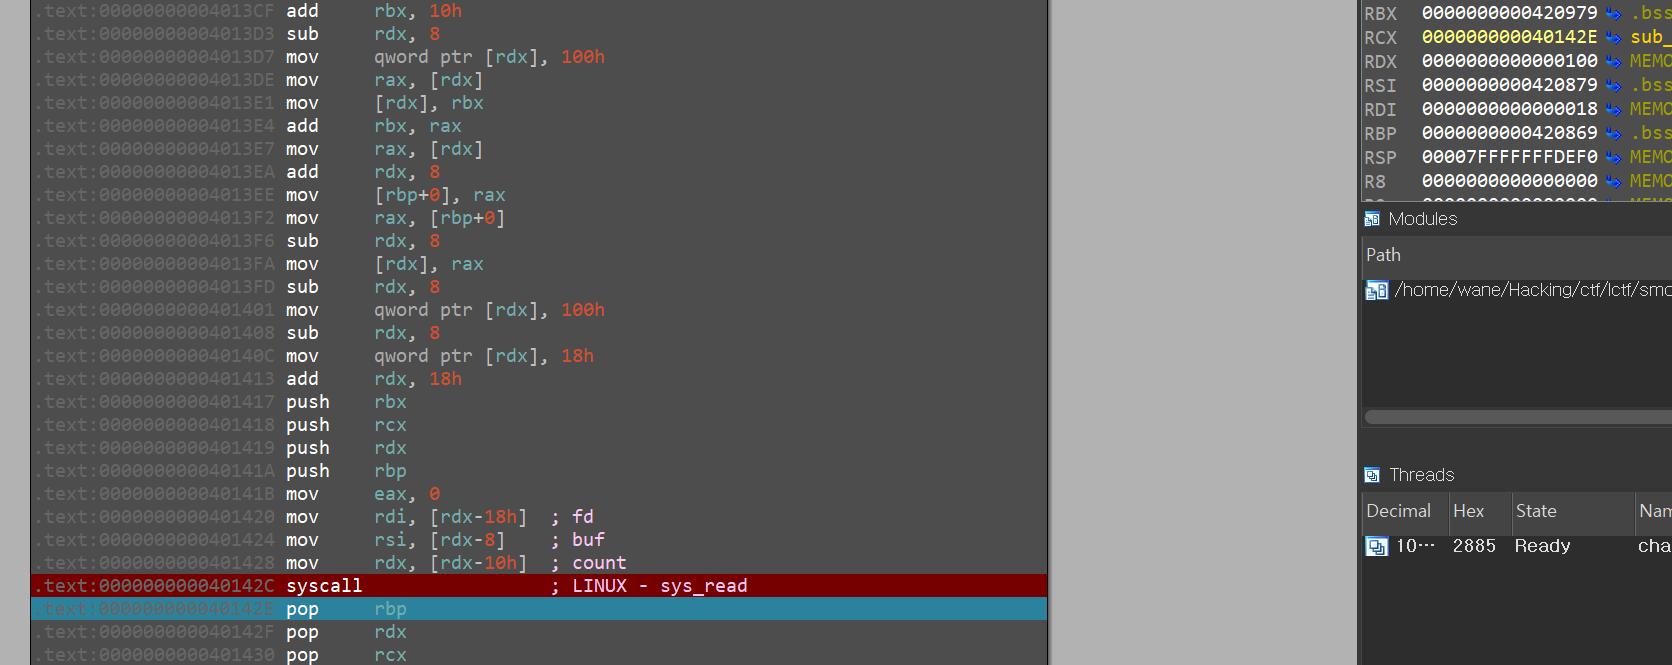 .text:00000000004013CF add rbx, 10h
.text:00000000004013D3 sub rdx, 8
.text:00000000004013D7 mov qword ptr [rdx], 100h
.text:00000000004013DE mov rax, [rdx]
.text:00000000004013E1 mov [rdx], rbx
.text:00000000004013E4 add rbx, rax
.text:00000000004013E7 mov rax, [rdx]
.text:00000000004013EA add rdx, 8
.text:00000000004013EE mov [rbp+0], rax
.text:00000000004013F2 mov rax, [rbp+0]
.text:00000000004013F6 sub rdx, 8
.text:00000000004013FA mov [rdx], rax
.text:00000000004013FD sub rdx, 8
.text:0000000000401401 mov qword ptr [rdx], 100h
.text:0000000000401408 sub rdx, 8
.text:000000000040140C mov qword ptr [rdx], 18h
.text:0000000000401413 add rdx, 18h
.text:0000000000401417 push rbx
.text:0000000000401418 push rcx
.text:0000000000401419 push rdx
.text:000000000040141A push rbp
.text:000000000040141B mov eax, 0
.text:0000000000401420 mov rdi, [rdx-18h] ; fd
.text:0000000000401424 mov rsi, [rdx-8] ; buf
.text:0000000000401428 mov rdx, [rdx-10h] ; count
.text:000000000040142C syscall ; LINUX - sys_read
.text:000000000040142E pop rbp
.text:000000000040142F pop rdx
.text:0000000000401430 pop rcx
RBX 0000000000420979 .bss
RCX 000000000040142E sub_
RDX 0000000000000100 MEMO
RSI 0000000000420879 .bss
RDI 0000000000000018 MEMO
RBP 0000000000420869 .bss
RSP 00007FFFFFFFDEF0 MEMO
R8 0000000000000000 MEMO
Modules
Path
/home/wane/Hacking/ctf/lctf/smo
Threads
Decimal Hex State Nam
10… 2885 Ready cha